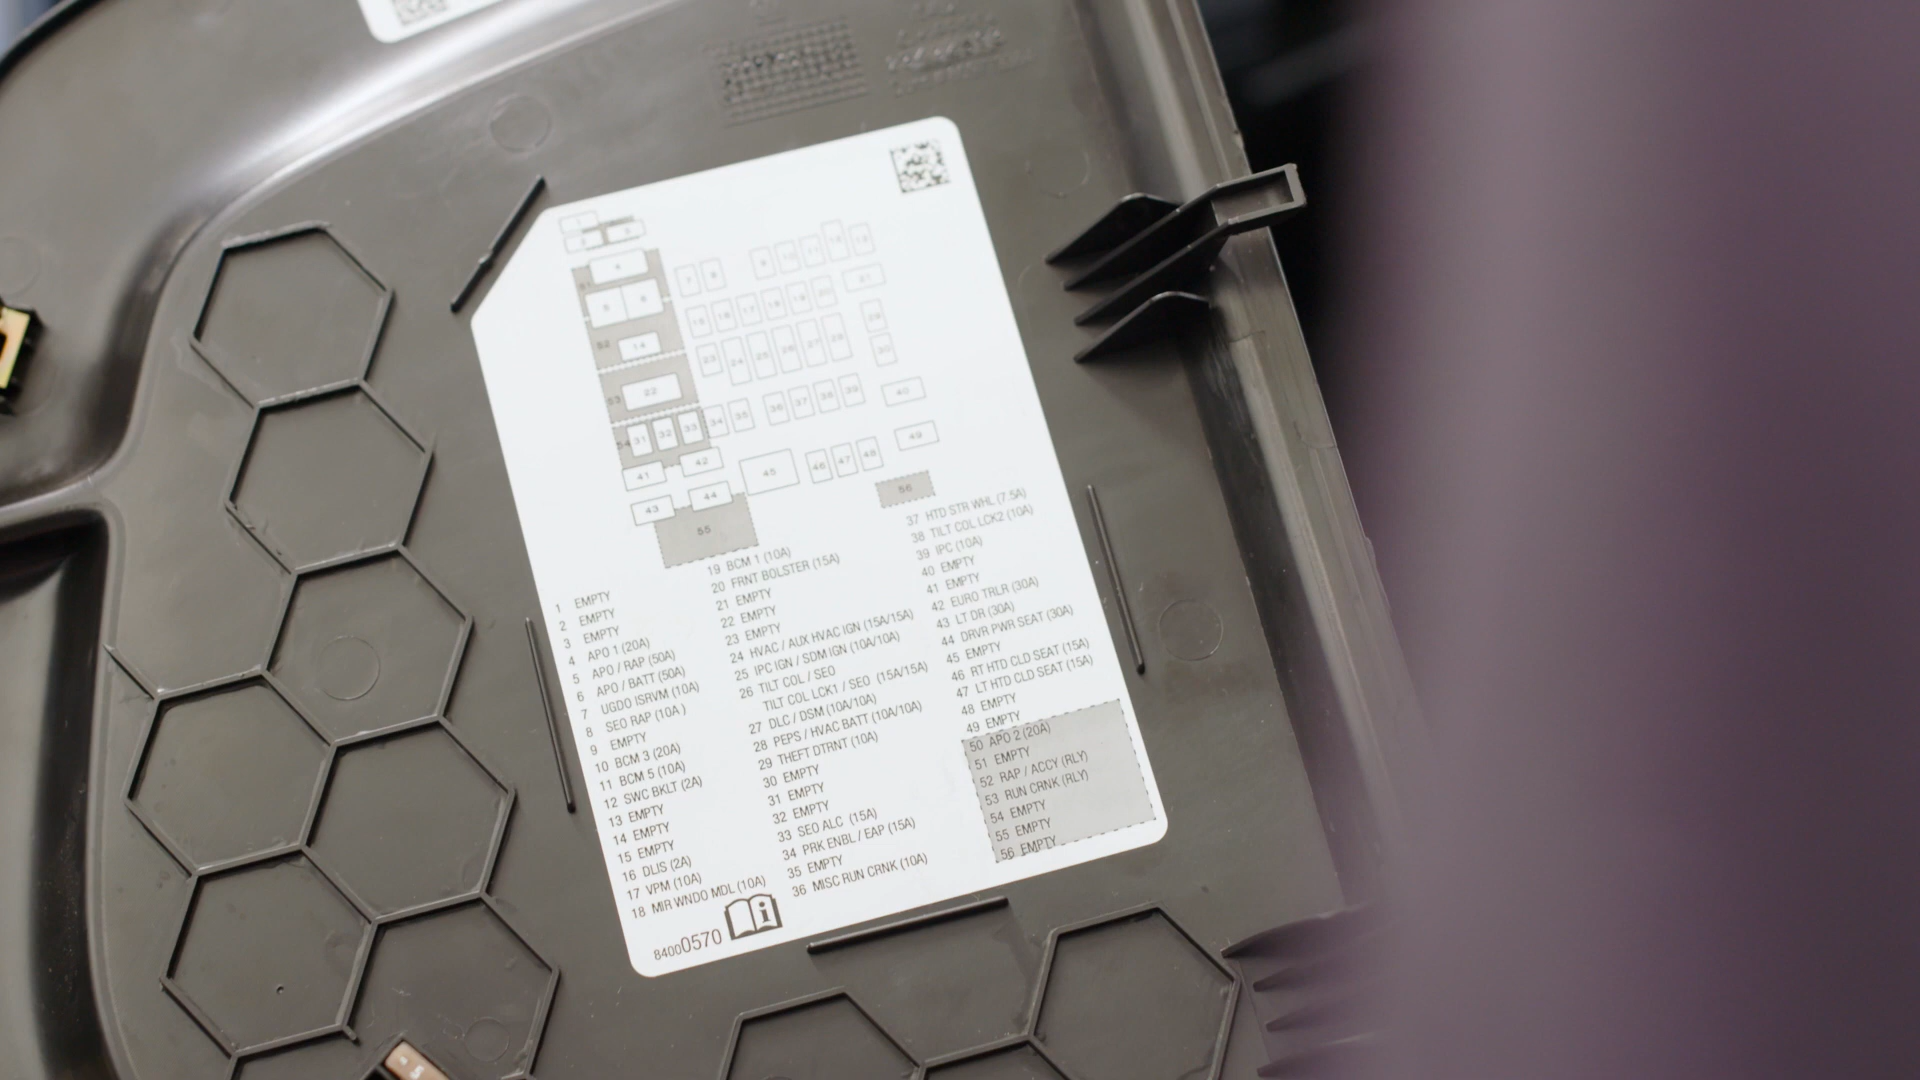 1 EMPTY
2 EMPTY
3 EMPTY
4 APO 1 (20A)
5 APO / RAP (50A)
6 APO / BATT (50A)
7 UGDO ISRVM (10A)
8 SEO RAP (10A )
9 EMPTY
10 BCM 3 (20A)
11 BCM 5 (10A)
12 SWC BKLT (2A)
13 EMPTY
14 EMPTY
15 EMPTY
16 DLIS (2A)
17 VPM (10A)
18 MIR WNDO MDL (10A)
19 BCM 1 (10A)
20 FRNT BOLSTER (15A)
21 EMPTY
22 EMPTY
23 EMPTY
24 HVAC / AUX HVAC IGN (15A/15A)
25 IPC IGN / SDM IGN (10A/10A)
26 TILT COL / SEO
TILT COL LCK1 / SEO (15A/15A)
27 DLC / DSM (10A/10A)
28 PEPS / HVAC BATT (10A/10A)
29 THEFT DTRNT (10A)
30 EMPTY
31 EMPTY
32 EMPTY
33 SEO ALC (15A)
34 PRK ENBL / EAP (15A)
35 EMPTY
36 MISC RUN CRNK (10A)
37 HTD STR WHL (7.5A)
38 TILT COL LCK2 (10A)
39 IPC (10A)
40 EMPTY
41 EMPTY
42 EURO TRLR (30A)
43 LT DR (30A)
44 DRVR PWR SEAT (30A)
45 EMPTY
46 RT HTD CLD SEAT (15A)
47 LT HTD CLD SEAT (15A)
48 EMPTY
49 EMPTY
50 APO 2 (20A)
51 EMPTY
52 RAP / ACCY (RLY)
53 RUN CRNK (RLY)
54 EMPTY
55 EMPTY
56 EMPTY
84000570